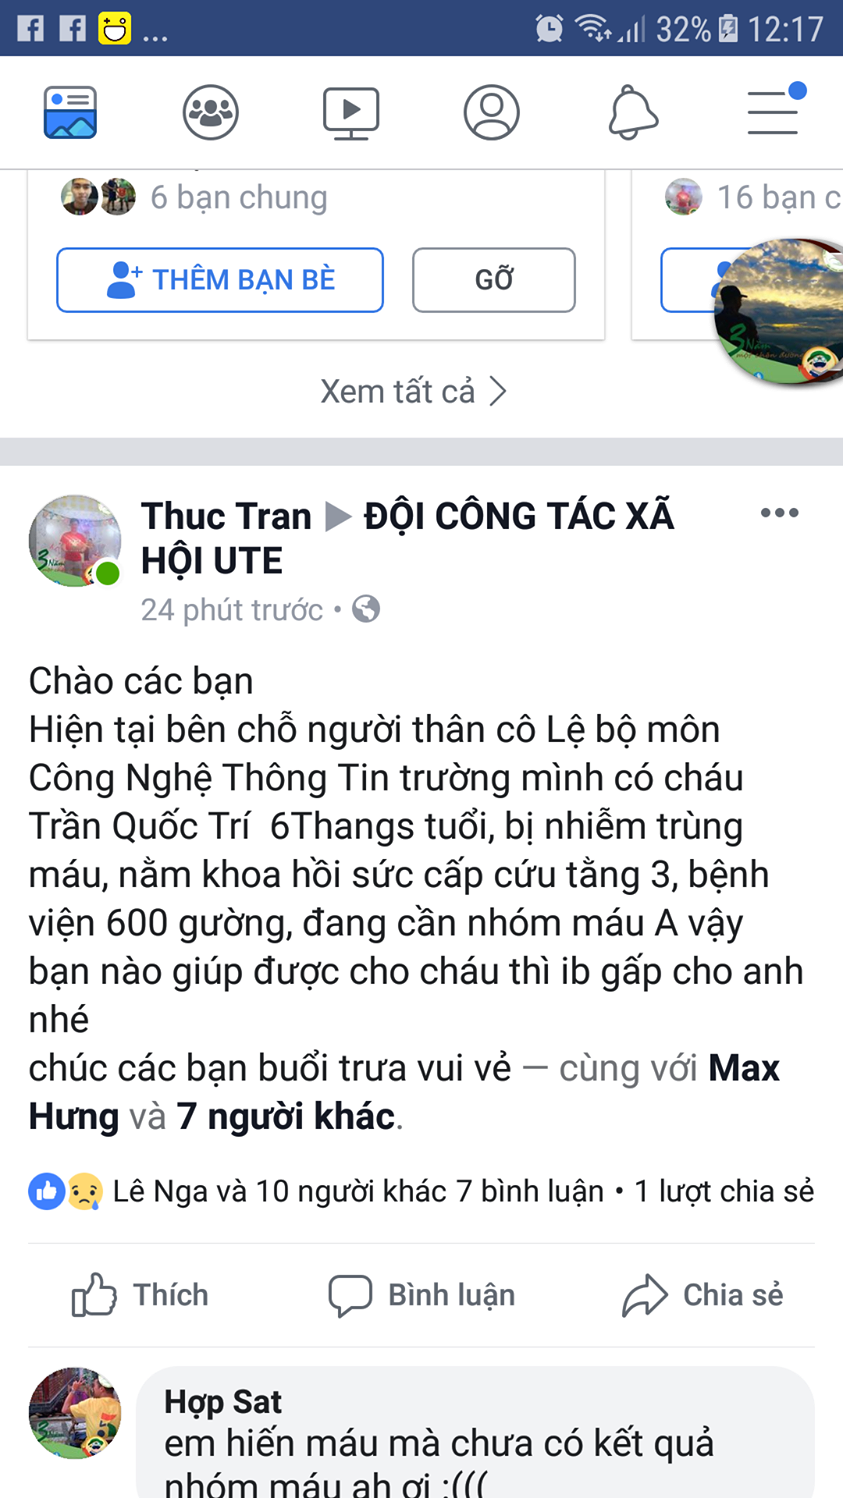 ... 32% 12:17
6 bạn chung 16 bạn c
THÊM BẠN BÈ GỠ
3 Năm
Xem tất cả
Thuc Tran ▶ ĐỘI CÔNG TÁC XÃ
HỘI UTE
24 phút trước •
Chào các bạn
Hiện tại bên chỗ người thân cô Lệ bộ môn
Công Nghệ Thông Tin trường mình có cháu
Trần Quốc Trí 6Thangs tuổi, bị nhiễm trùng
máu, nằm khoa hồi sức cấp cứu tằng 3, bệnh
viện 600 gường, đang cần nhóm máu A vậy
bạn nào giúp được cho cháu thì ib gấp cho anh
nhé
chúc các bạn buổi trưa vui vẻ — cùng với Max
Hưng và 7 người khác.
Lê Nga và 10 người khác 7 bình luận • 1 lượt chia sẻ
Thích Bình luận Chia sẻ
Hợp Sat
em hiến máu mà chưa có kết quả
nhóm máu ah ơi :(((